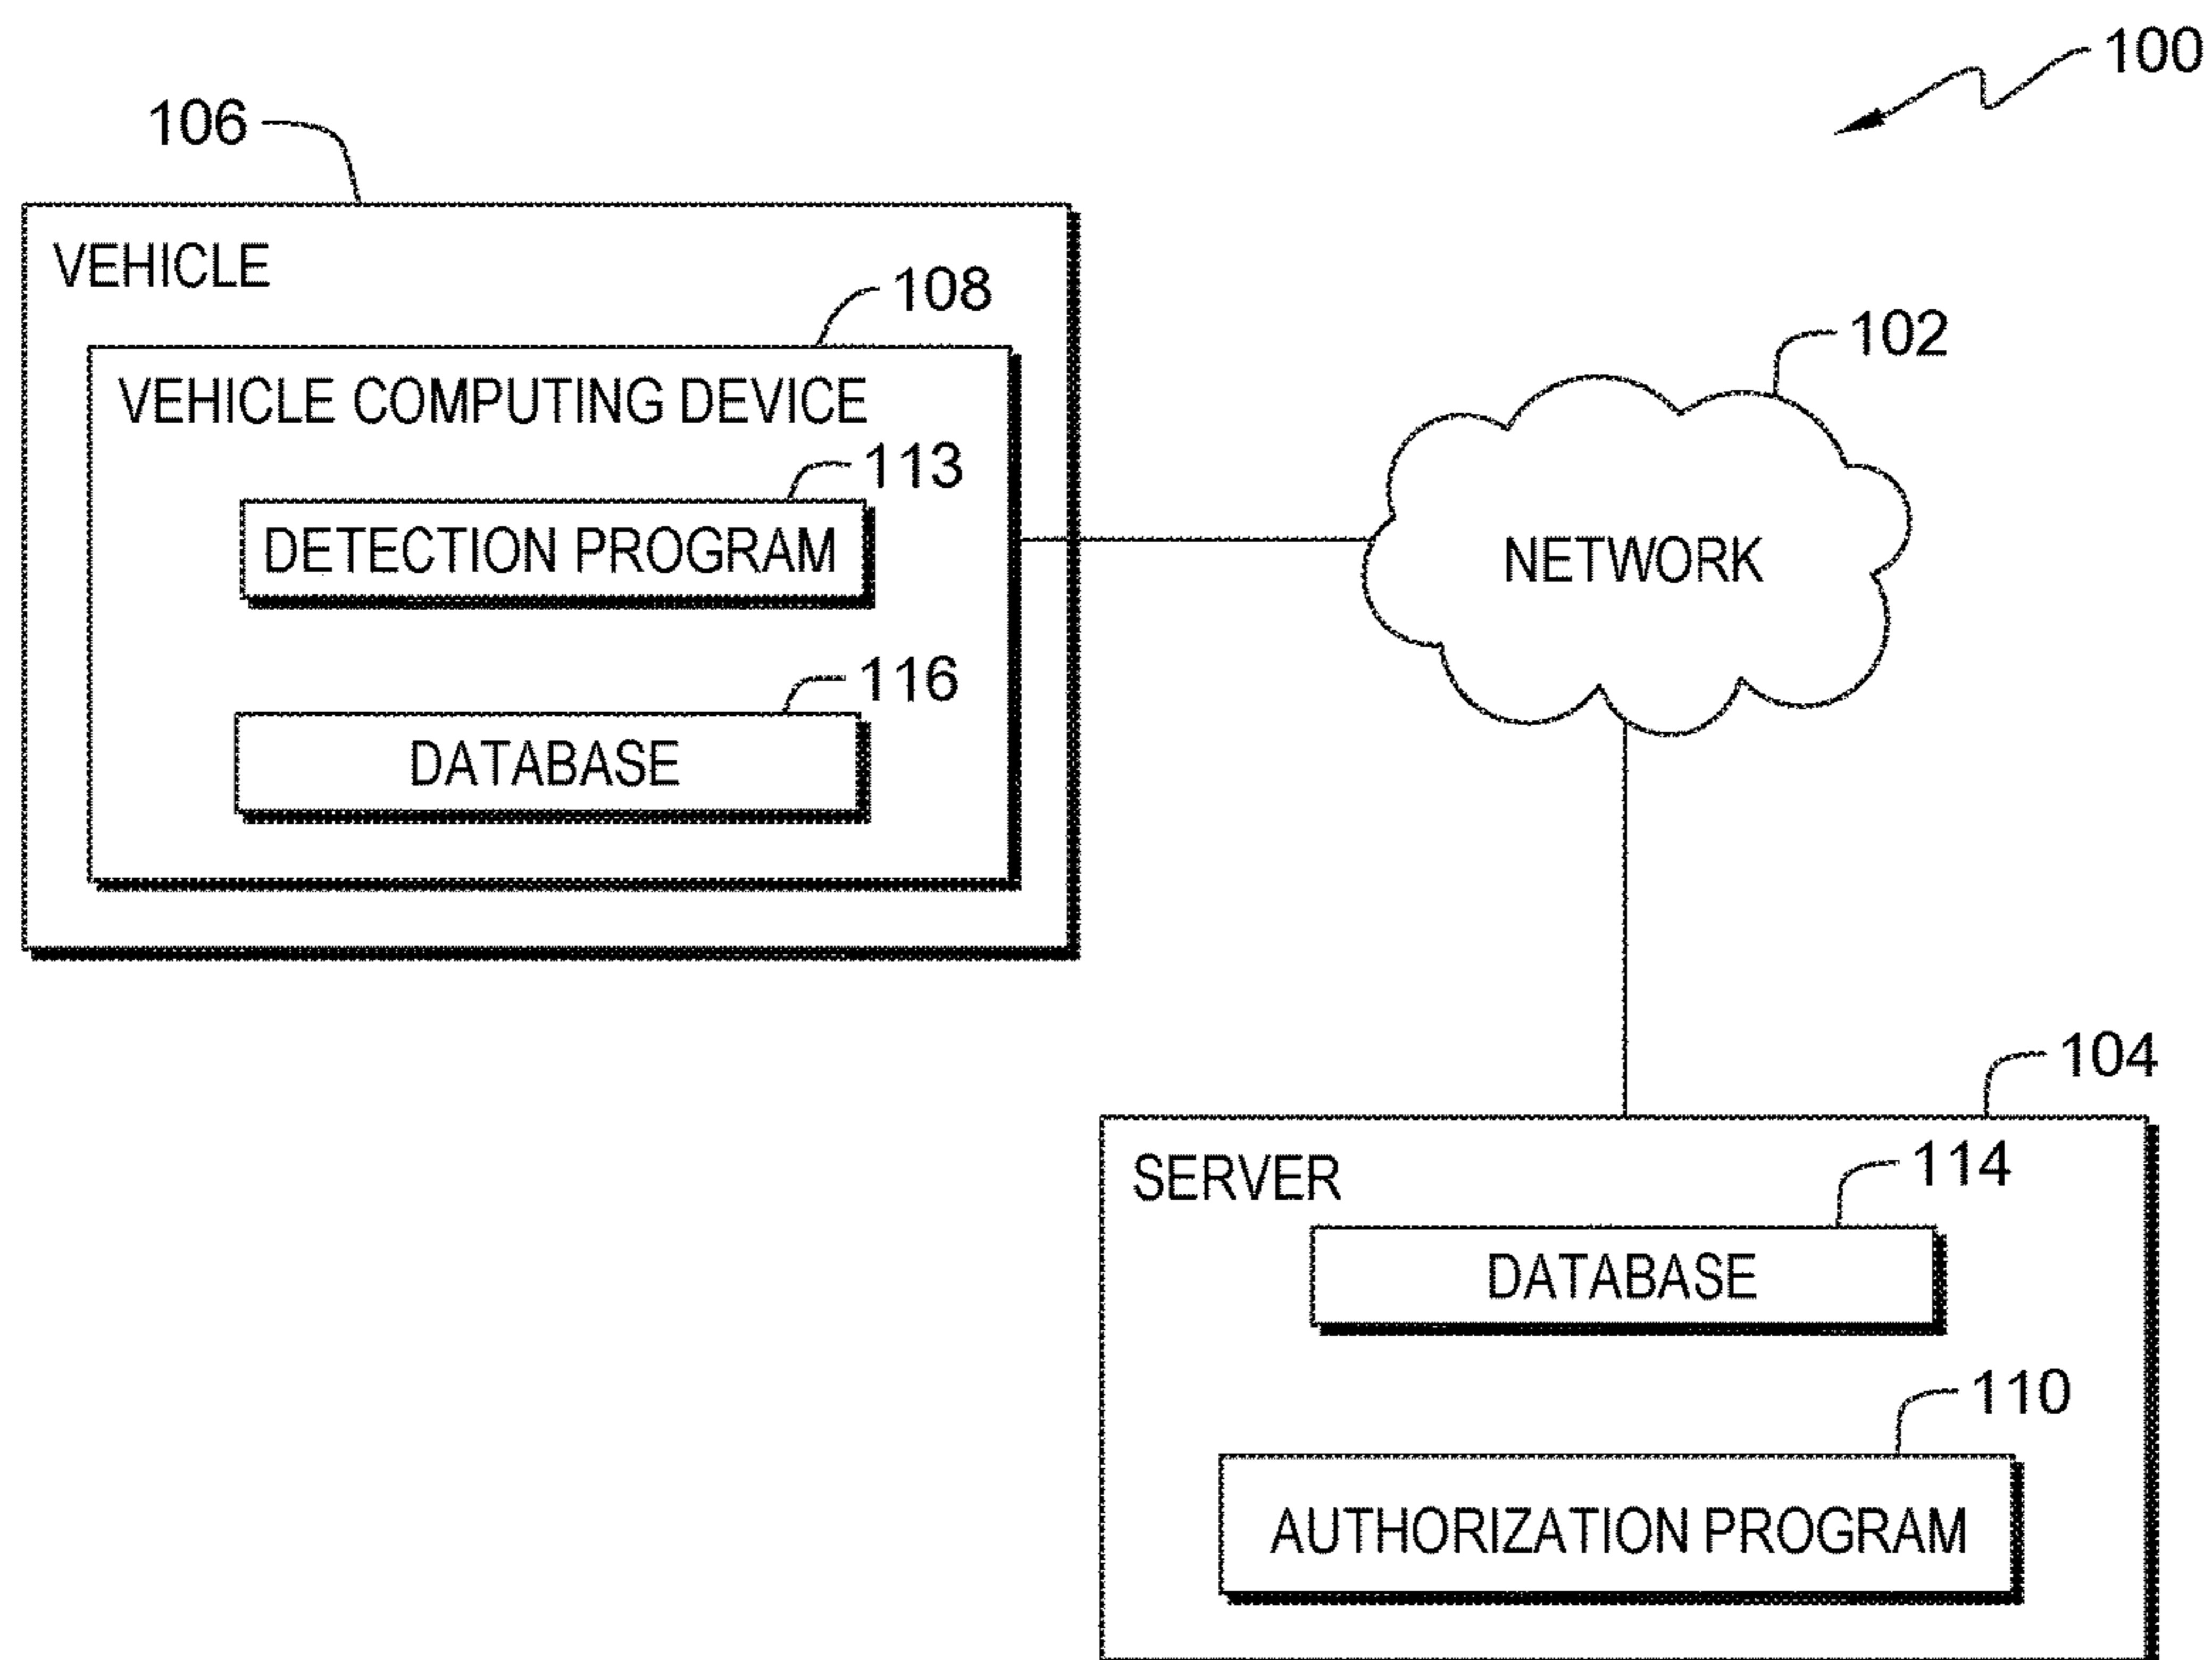 100
106
VEHICLE
108
102
VEHICLE COMPUTING DEVICE
113
DETECTION PROGRAM
NETWORK
116
DATABASE
104
SERVER
114
DATABASE
110
AUTHORIZATION PROGRAM